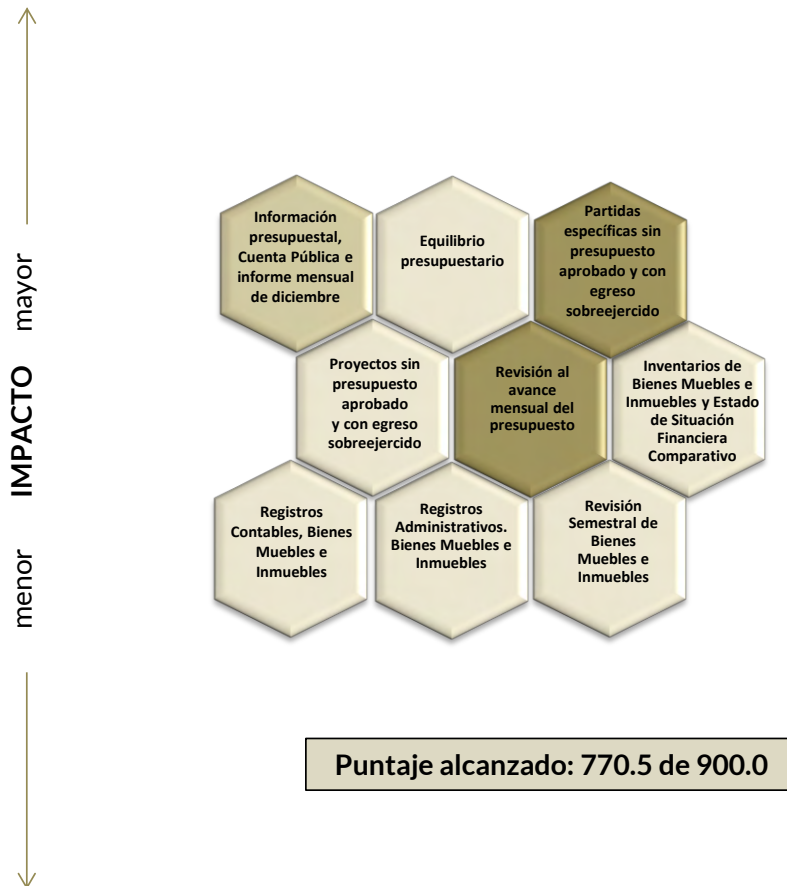 Información
presupuestal,
Cuenta Pública e
informe mensual
de diciembre
Equilibrio
presupuestario
Partidas
específicas sin
presupuesto
aprobado y con
egreso
sobreejercido
Proyectos sin
presupuesto
aprobado
y con egreso
sobreejercido
Revisión al
avance
mensual del
presupuesto
Inventarios de
Bienes Muebles e
Inmuebles y Estado
de Situación
Financiera
Comparativo
Registros
Contables, Bienes
Muebles e
Inmuebles
Registros
Administrativos.
Bienes Muebles e
Inmuebles
Revisión
Semestral de
Bienes
Muebles e
Inmuebles
menor IMPACTO mayor
Puntaje alcanzado: 770.5 de 900.0